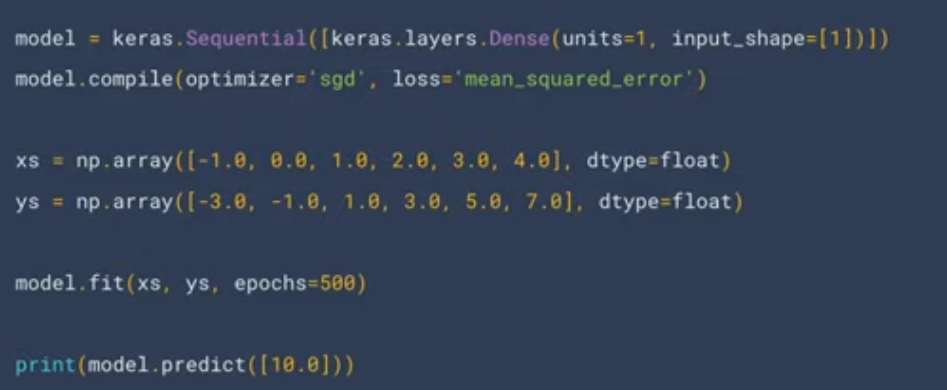 model = keras.Sequential([keras.layers.Dense(units=1, input_shape=[1])])
model.compile(optimizer='sgd', loss='mean_squared_error')
xs = np.array([-1.0, 0.0, 1.0, 2.0, 3.0, 4.0], dtype=float)
ys = np.array([-3.0, -1.0, 1.0, 3.0, 5.0, 7.0], dtype=float)
model.fit(xs, ys, epochs=500)
print(model.predict([10.0]))